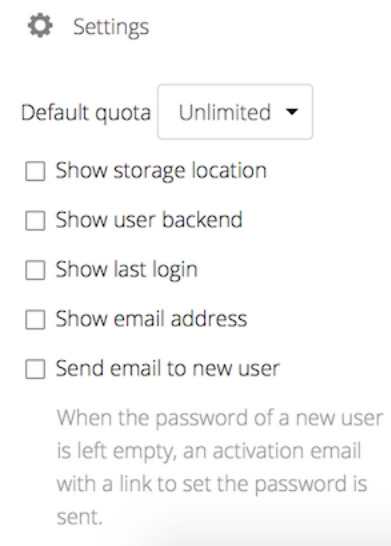 Settings
Default quota Unlimited
Show storage location
Show user backend
Show last login
Show email address
Send email to new user
When the password of a new user
is left empty, an activation email
with a link to set the password is
sent.